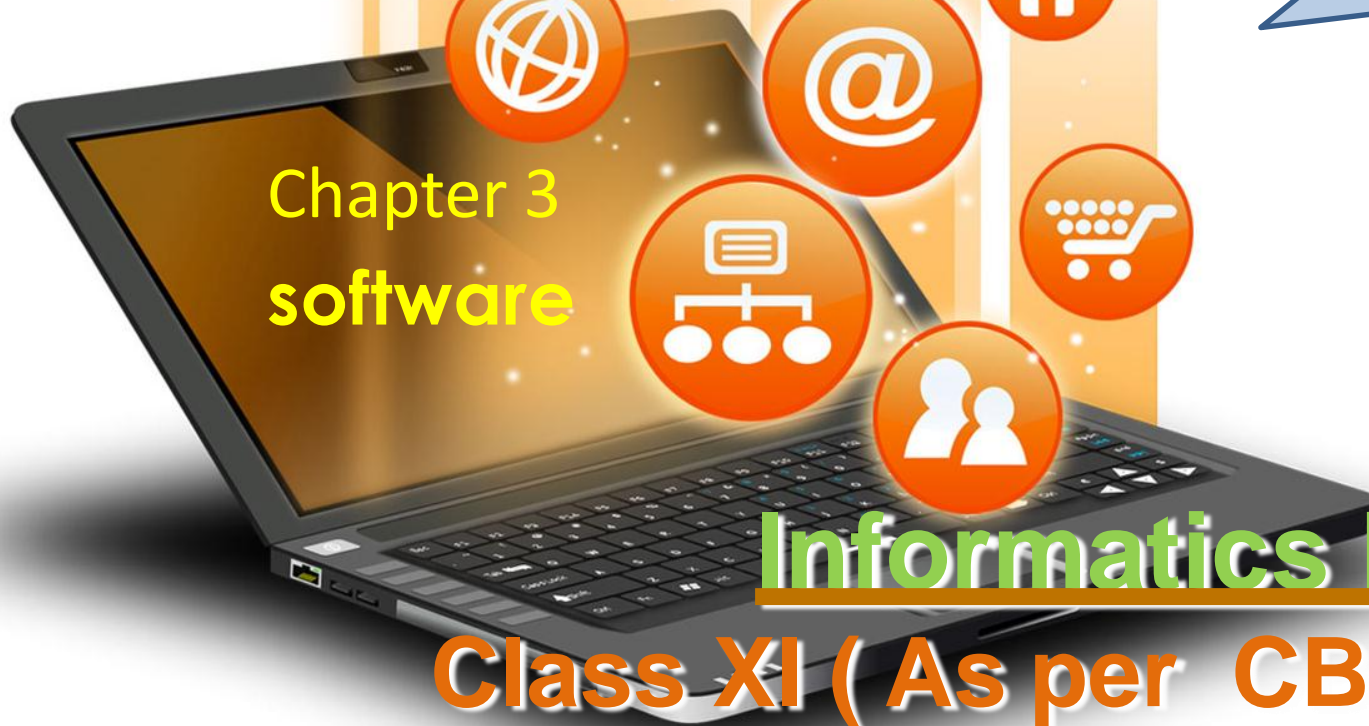 @
Chapter 3
software
Informatics
Class XI ( As per CB